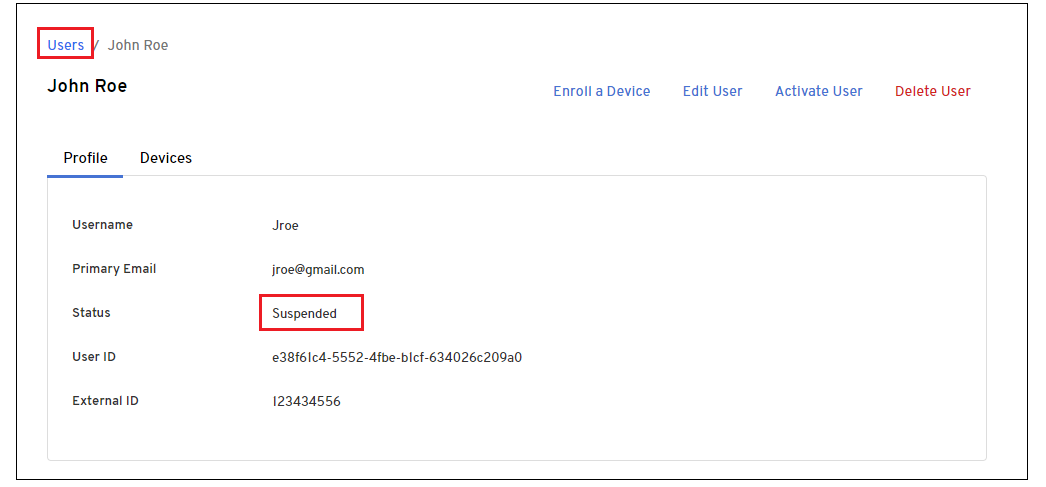 Users / John Roe
John Roe
Enroll a Device Edit User Activate User Delete User
Profile Devices
Username Jroe
Primary Email jroe@gmail.com
Status Suspended
User ID e38f61c4-5552-4fbe-b1cf-634026c209a0
External ID 123434556